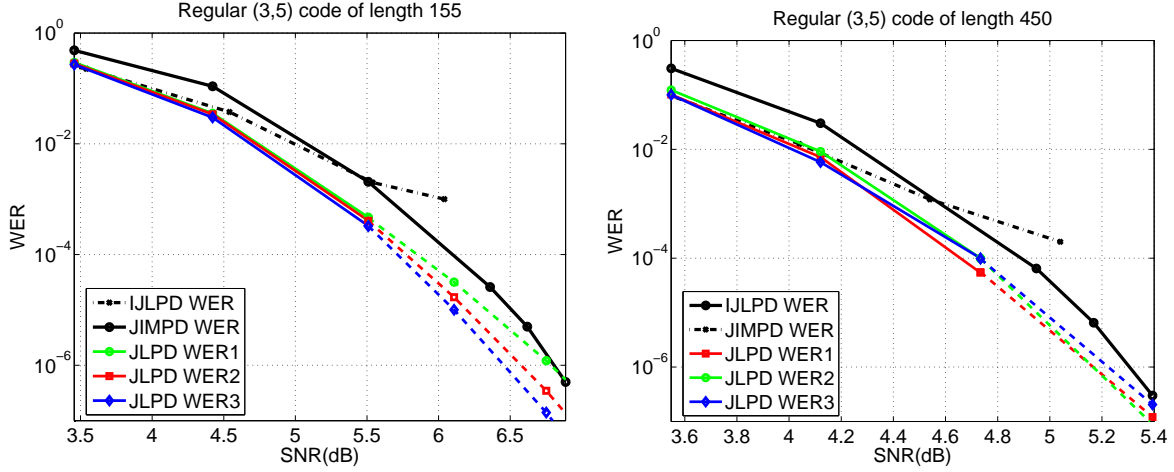 Regular (3,5) code of length 155
10^0
10^-2
10^-4
10^-6
WER
IJLPD WER
JIMPD WER
JLPD WER1
JLPD WER2
JLPD WER3
3.5 4 4.5 5 5.5 6 6.5
SNR(dB)
Regular (3,5) code of length 450
10^0
10^-2
10^-4
10^-6
WER
IJLPD WER
JIMPD WER
JLPD WER1
JLPD WER2
JLPD WER3
3.6 3.8 4 4.2 4.4 4.6 4.8 5 5.2 5.4
SNR(dB)